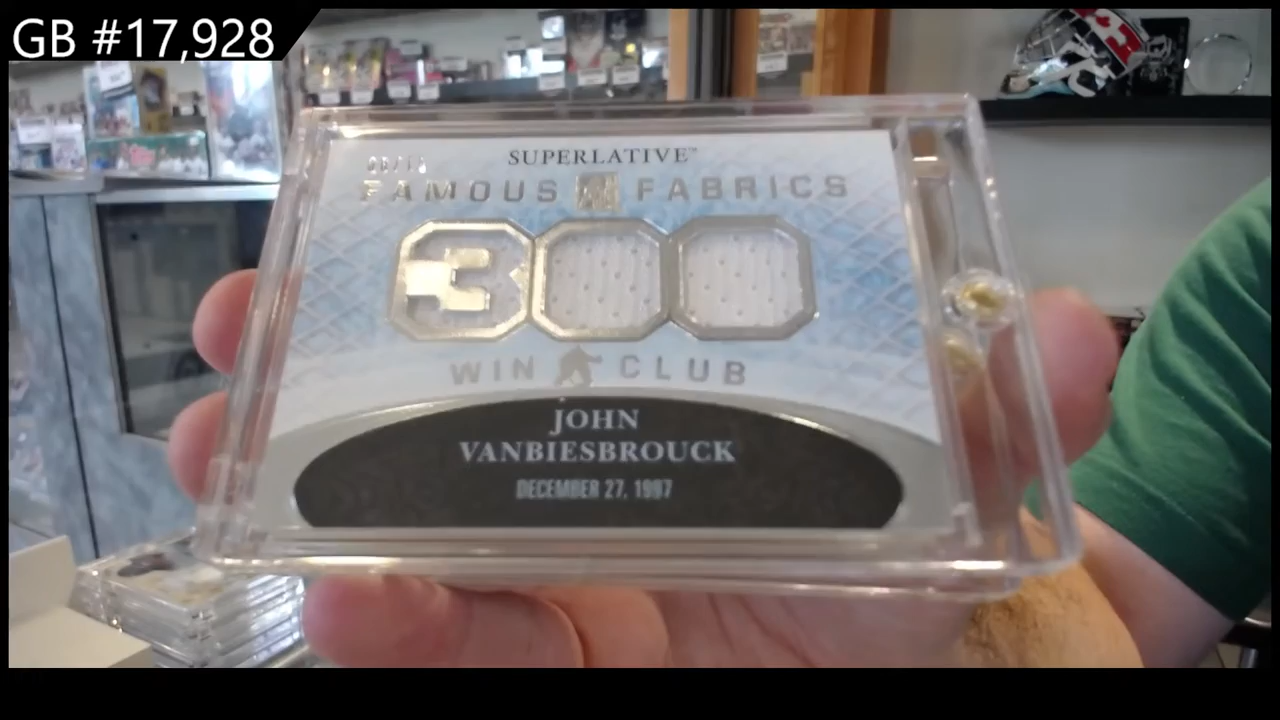 GB #17,928
SUPERLATIVE™
FAMOUS FABRICS
300
WIN CLUB
JOHN
VANBIESBROUCK
DECEMBER 27, 1997